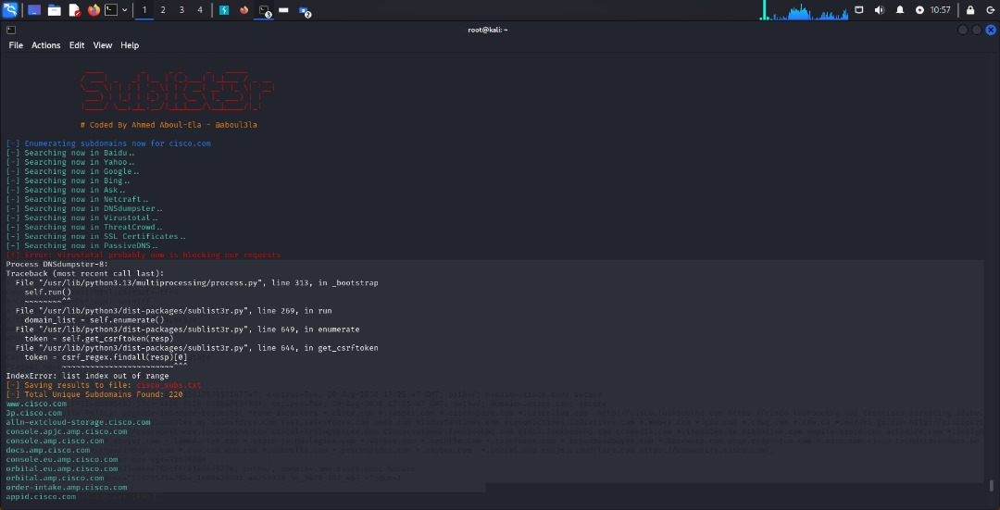 1 2 3 4
5
2
10:57
root@kali: ~
File Actions Edit View Help
Sublist3r
# Coded By Ahmed Aboul-Ela - @aboul3la
[-] Enumerating subdomains now for cisco.com
[-] Searching now in Baidu..
[-] Searching now in Yahoo..
[-] Searching now in Google..
[-] Searching now in Bing..
[-] Searching now in Ask..
[-] Searching now in Netcraft..
[-] Searching now in DNSdumpster..
[-] Searching now in Virustotal..
[-] Searching now in ThreatCrowd..
[-] Searching now in SSL Certificates..
[-] Searching now in PassiveDNS..
[!] Error: Virustotal probably now is blocking our requests
Process DNSdumpster-8:
Traceback (most recent call last):
File "/usr/lib/python3.13/multiprocessing/process.py", line 313, in _bootstrap
self.run()
~~~~~~~~^^
File "/usr/lib/python3/dist-packages/sublist3r.py", line 269, in run
domain_list = self.enumerate()
File "/usr/lib/python3/dist-packages/sublist3r.py", line 649, in enumerate
token = self.get_csrftoken(resp)
File "/usr/lib/python3/dist-packages/sublist3r.py", line 644, in get_csrftoken
token = csrf_regex.findall(resp)[0]
~~~~~~~~~~~~~~~~~~~~~~~~^^^
IndexError: list index out of range
[-] Saving results to file: cisco_subs.txt
[-] Total Unique Subdomains Found: 220
www.cisco.com
3p.cisco.com
alln-extcloud-storage.cisco.com
console.apjc.amp.cisco.com
console.amp.cisco.com
docs.amp.cisco.com
console.eu.amp.cisco.com
orbital.eu.amp.cisco.com
orbital.amp.cisco.com
order-intake.amp.cisco.com
appid.cisco.com